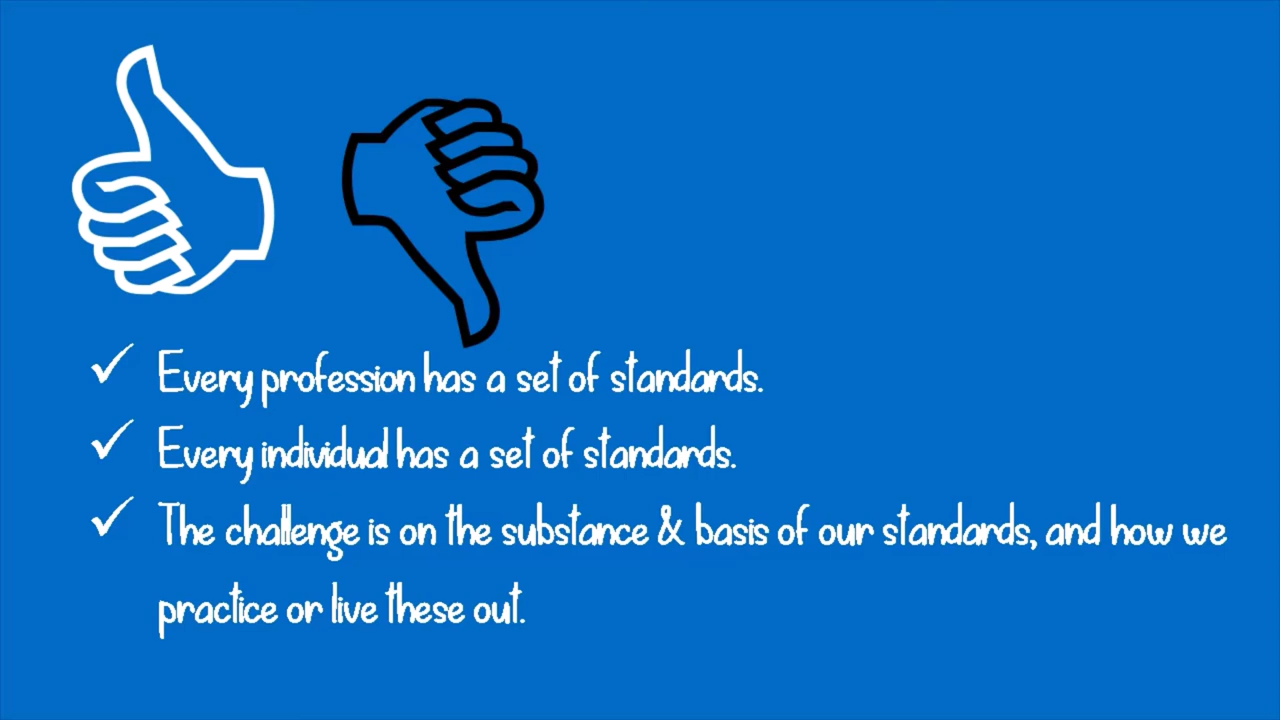 ✓ Every profession has a set of standards.
✓ Every individual has a set of standards.
✓ The challenge is on the substance & basis of our standards, and how we
practice or live these out.